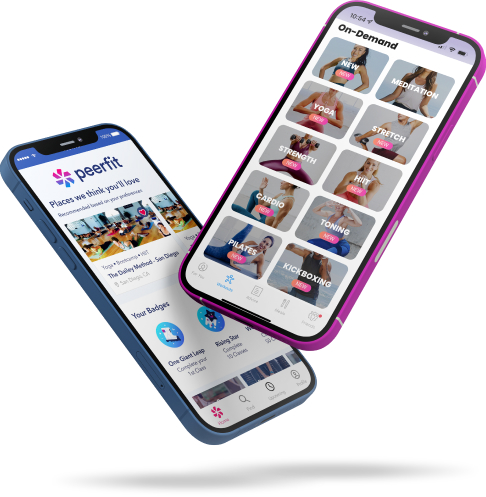 10:54
On-Demand
NEW
NEW
MEDITATION
YOGA
NEW
STRETCH
NEW
STRENGTH
NEW
HIIT
NEW
CARDIO
NEW
TONING
NEW
PILATES
NEW
KICKBOXING
NEW
100%
peerfit
Places we think you'll love
Recommended based on your preferences
Yoga • Bootcamp • HIIT
The Dailey Method - San Diego
San Diego, CA
Your Badges
One Giant Leap
Complete your
1st Class
Rising Star
Complete
10 Classes